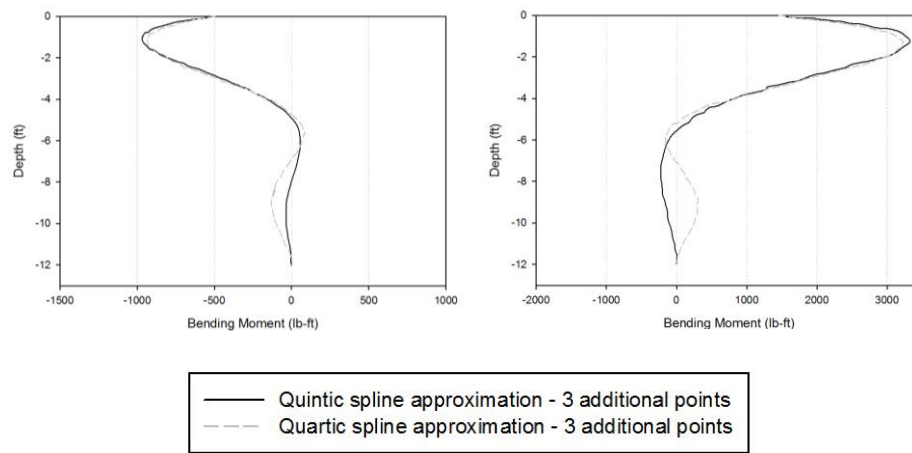 0
-2
-4
-6
-8
-10
-12
Depth (ft)
-1500 -1000 -500 0 500 1000
Bending Moment (lb-ft)
0
-2
-4
-6
-8
-10
-12
Depth (ft)
-2000 -1000 0 1000 2000 3000
Bending Moment (lb-ft)
Quintic spline approximation - 3 additional points
Quartic spline approximation - 3 additional points